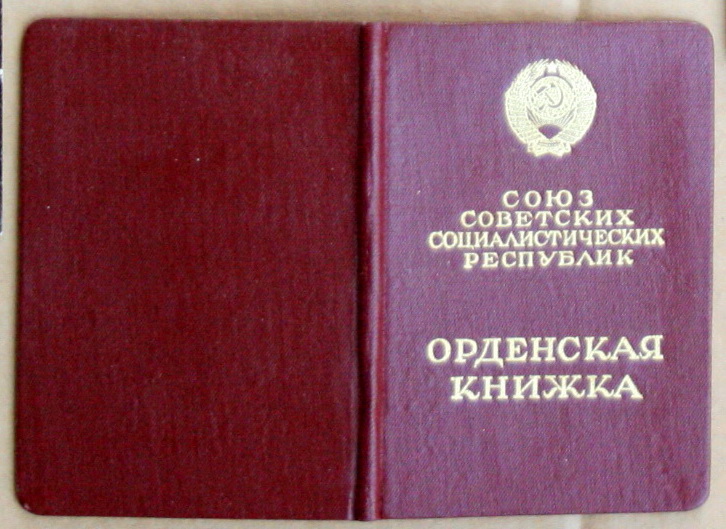 СОЮЗ
СОВЕТСКИХ
СОЦИАЛИСТИЧЕСКИХ
РЕСПУБЛИК
ОРДЕНСКАЯ
КНИЖКА